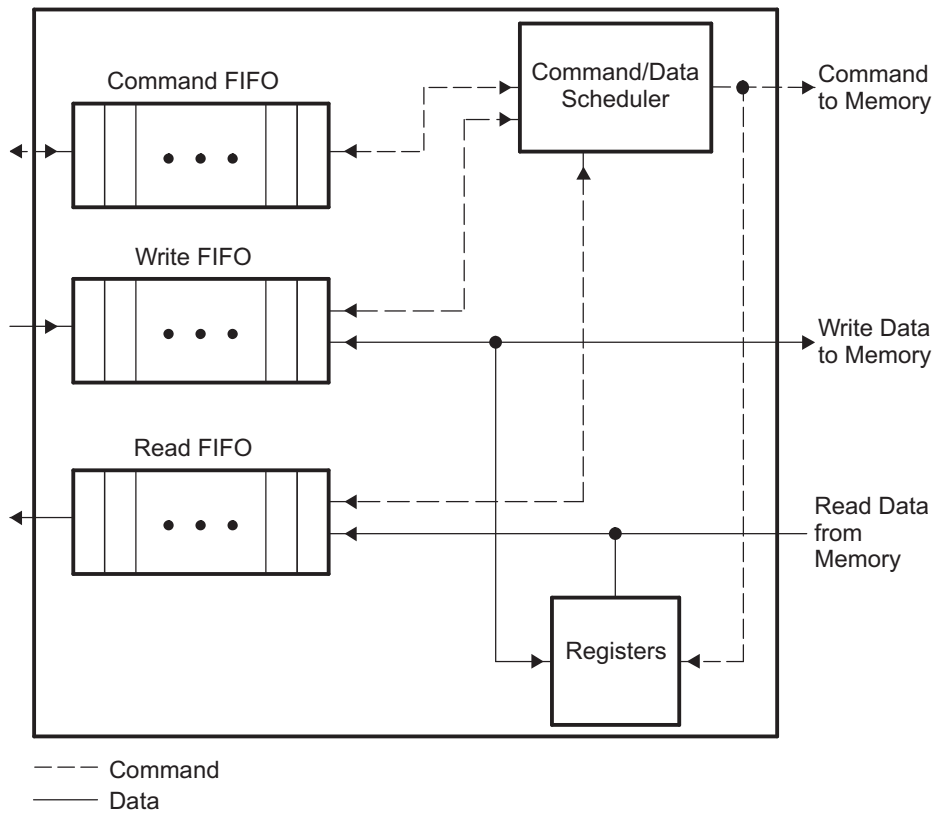 Command FIFO
Command/Data
Scheduler
Command
to Memory
Write FIFO
Write Data
to Memory
Read FIFO
Read Data
from
Memory
Registers
Command
Data